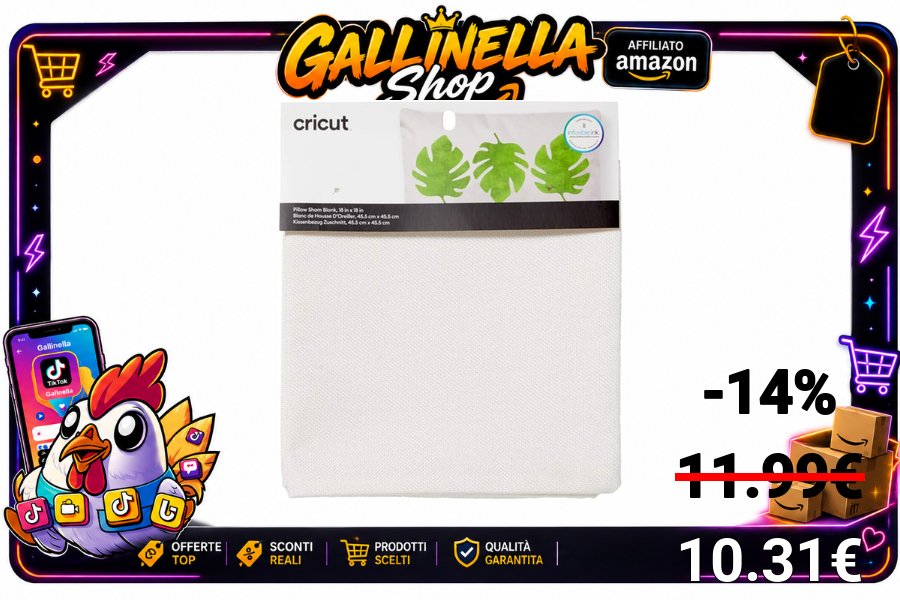 GALLINELLA
Shop
AFFILIATO
amazon
cricut
infusible ink
Pillow Sham Blank, 18 in x 18 in
Blanc de Housse D'Oreiller, 45.5 cm x 45.5 cm
Kissenbezug Zuschnitt, 45.5 cm x 45.5 cm
Gallinella
TikTok
Gallinella
-14%
11.99€
10.31€
OFFERTE
TOP
SCONTI
REALI
PRODOTTI
SCELTI
QUALITÀ
GARANTITA